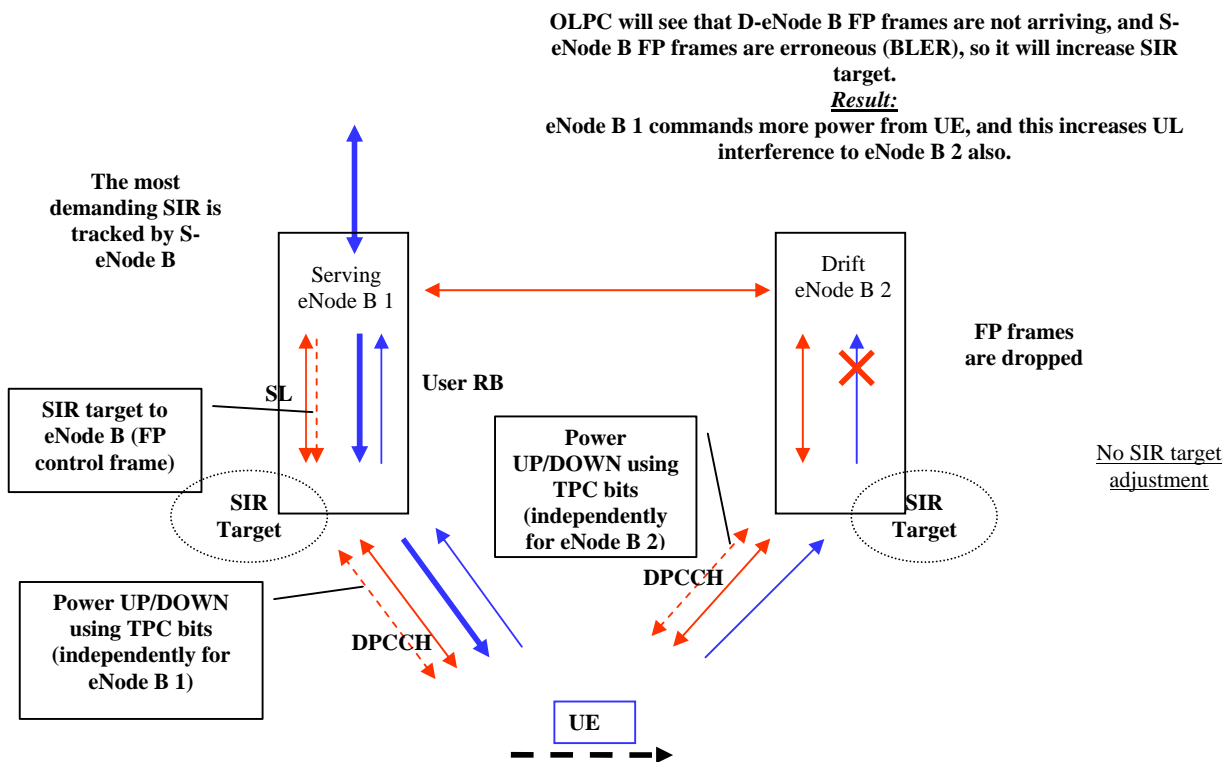 OLPC will see that D-eNode B FP frames are not arriving, and S-
eNode B FP frames are erroneous (BLER), so it will increase SIR
target.
Result:
eNode B 1 commands more power from UE, and this increases UL
interference to eNode B 2 also.
The most
demanding SIR is
tracked by S-
eNode B
Serving
eNode B 1
Drift
eNode B 2
FP frames
are dropped
SL
User RB
SIR target to
eNode B (FP
control frame)
Power
UP/DOWN using
TPC bits
(independently
for eNode B 2)
No SIR target
adjustment
SIR
Target
SIR
Target
DPCCH
DPCCH
Power UP/DOWN
using TPC bits
(independently for
eNode B 1)
UE